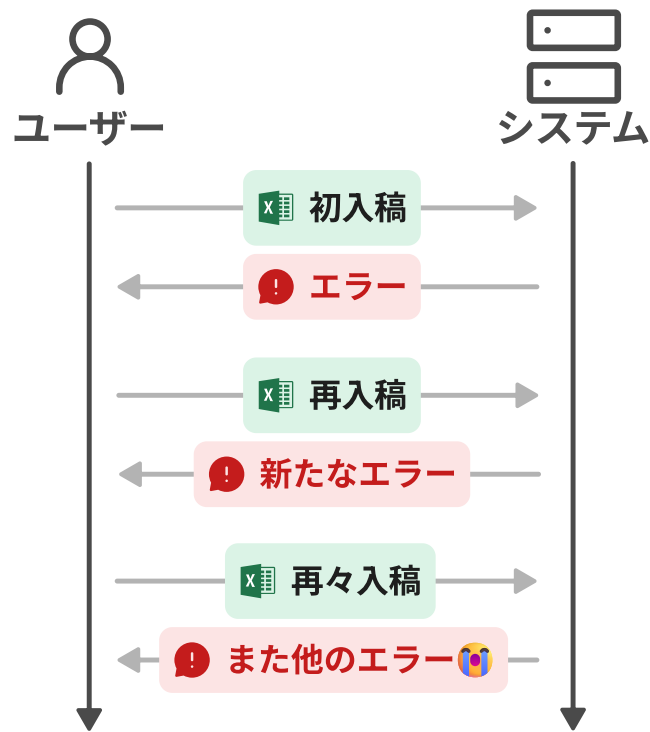 ユーザー
システム
初入稿
エラー
再入稿
新たなエラー
再々入稿
また他のエラー😭